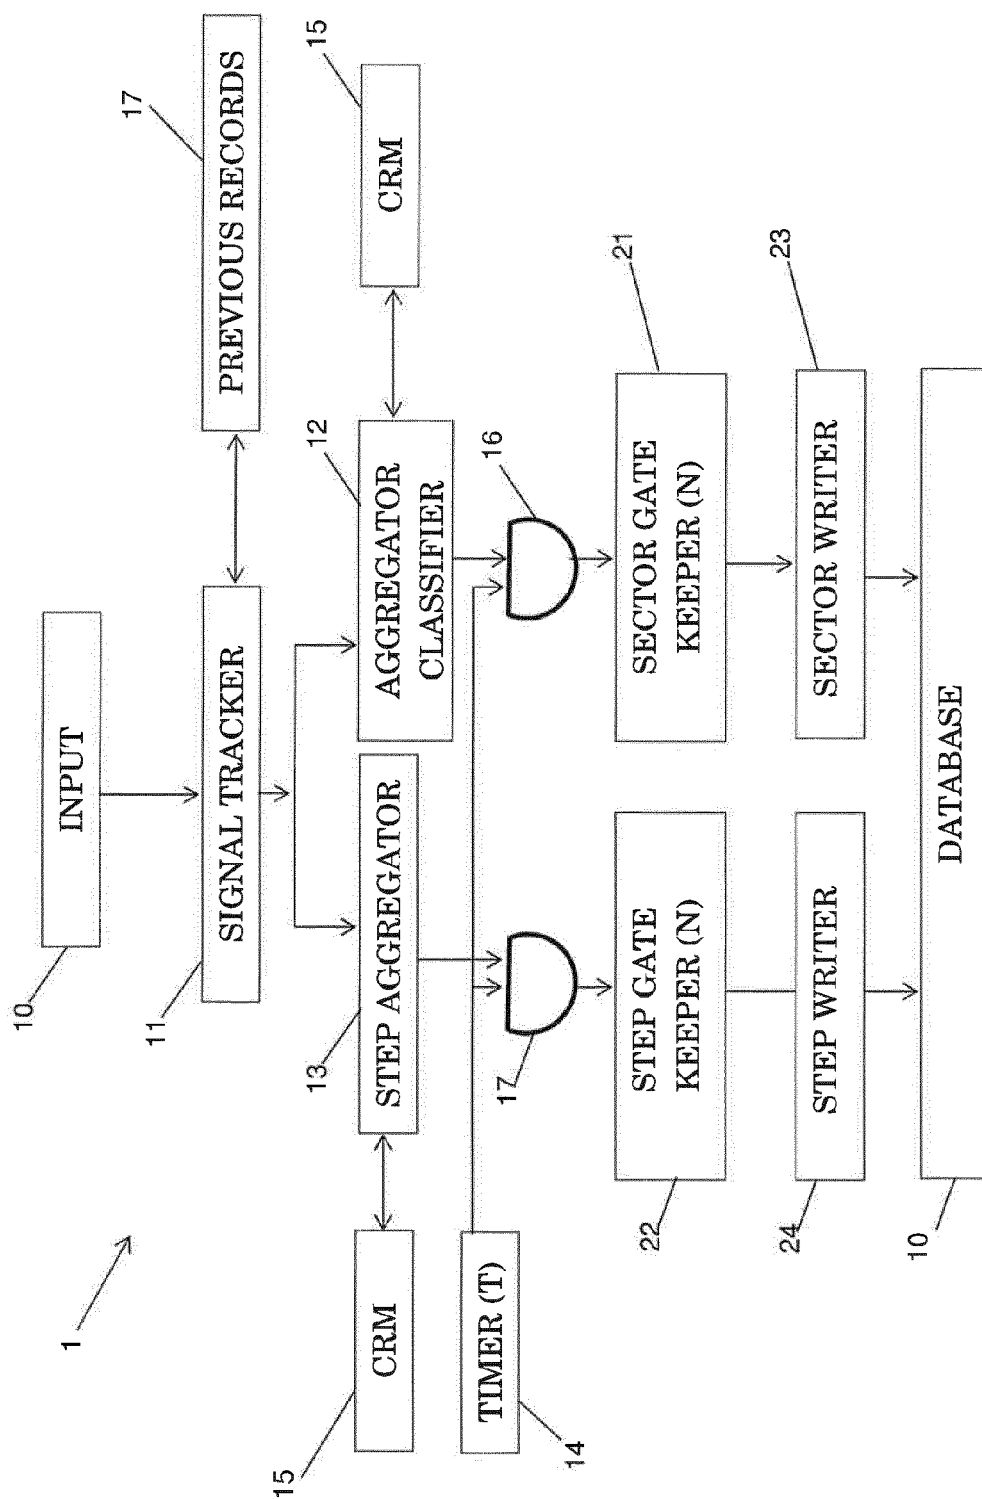 1
10
INPUT
11
SIGNAL TRACKER
17
PREVIOUS RECORDS
15
CRM
13
STEP AGGREGATOR
12
AGGREGATOR
CLASSIFIER
15
CRM
14
TIMER (T)
17
16
22
STEP GATE
KEEPER (N)
21
SECTOR GATE
KEEPER (N)
24
STEP WRITER
23
SECTOR WRITER
10
DATABASE